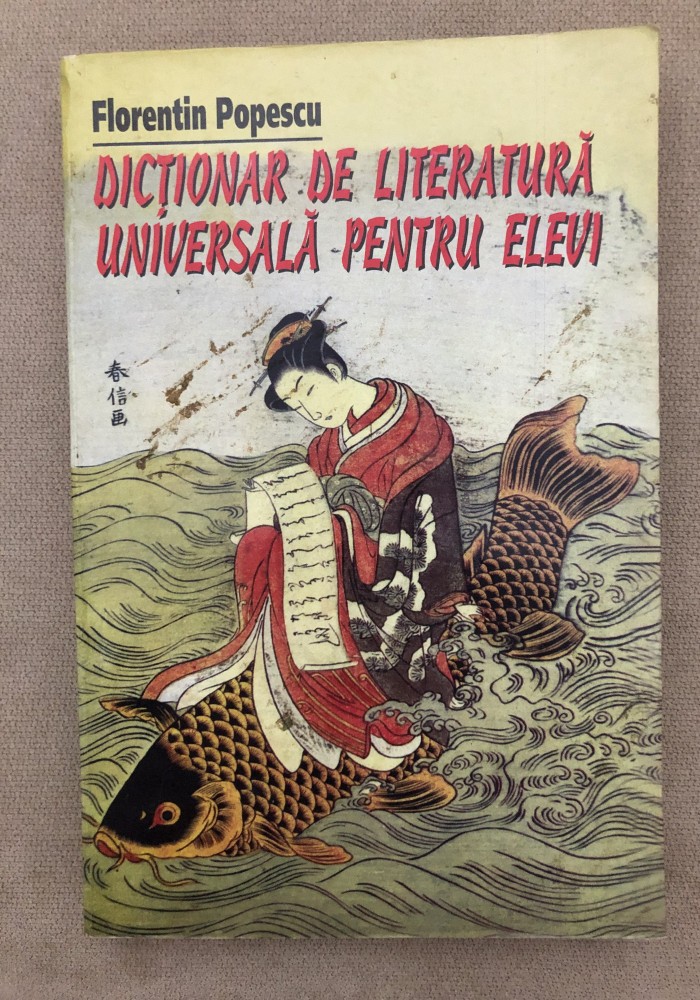 Florentin Popescu
DICȚIONAR DE LITERATURĂ
UNIVERSALĂ PENTRU ELEVI
春信画